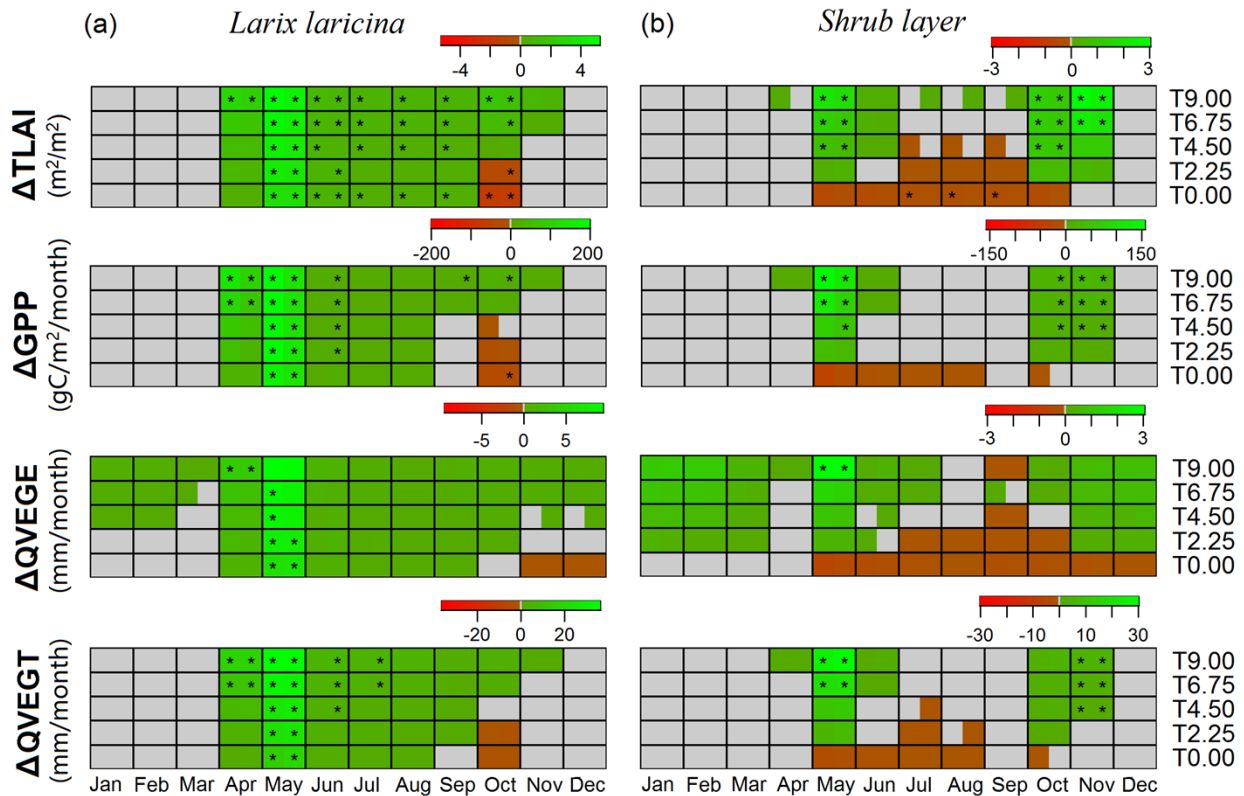 (a) Larix laricina (b) Shrub layer
-4 0 4 -3 0 3
ΔTLAI
(m²/m²)
T9.00
T6.75
T4.50
T2.25
T0.00
-200 0 200 -150 0 150
ΔGPP
(gC/m²/month)
T9.00
T6.75
T4.50
T2.25
T0.00
-5 0 5 -3 0 3
ΔQVEGE
(mm/month)
T9.00
T6.75
T4.50
T2.25
T0.00
-20 0 20 -30 -10 10 30
ΔQVEGT
(mm/month)
T9.00
T6.75
T4.50
T2.25
T0.00
Jan Feb Mar Apr May Jun Jul Aug Sep Oct Nov Dec Jan Feb Mar Apr May Jun Jul Aug Sep Oct Nov Dec